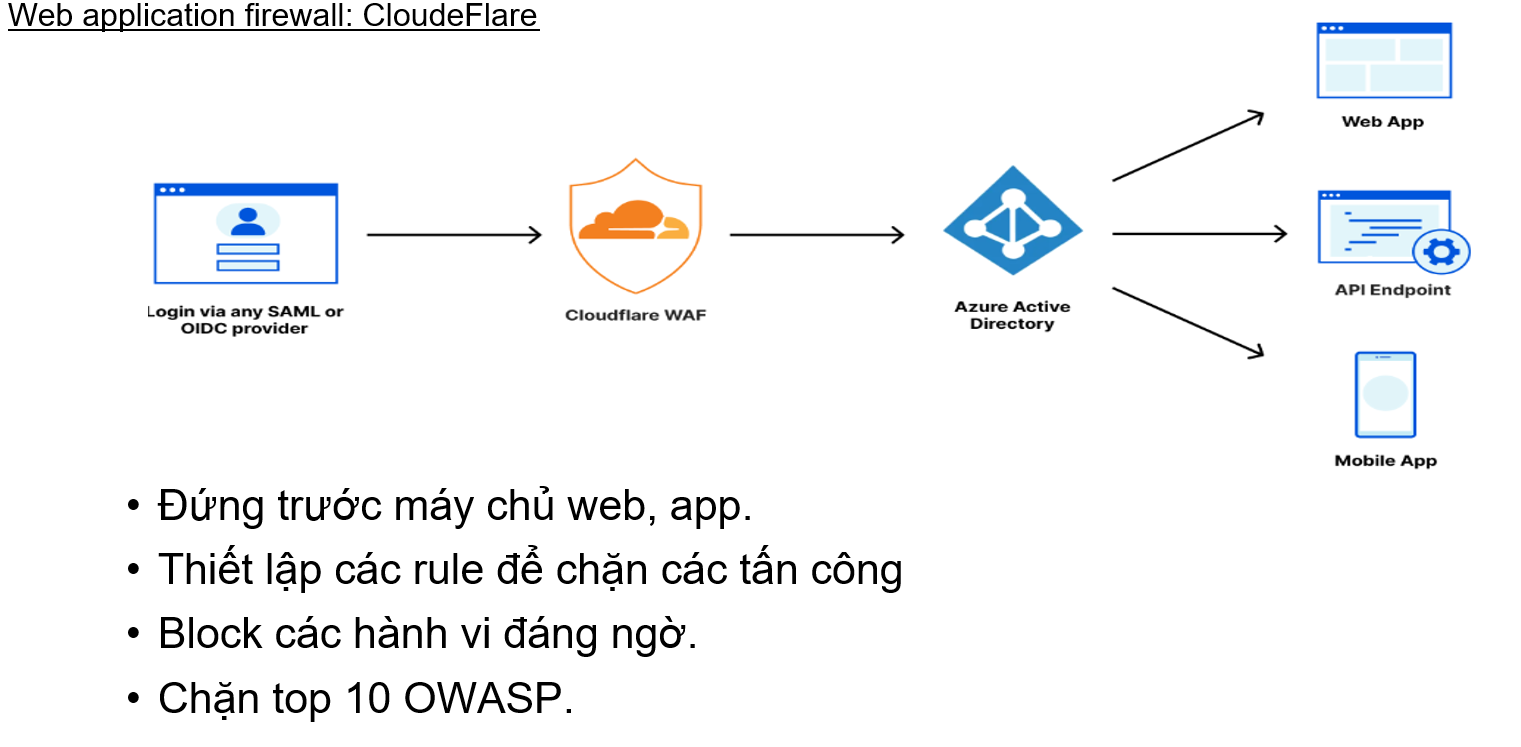 Web application firewall: CloudeFlare
Web App
Login via any SAML or
OIDC provider
Cloudflare WAF
Azure Active
Directory
API Endpoint
Mobile App
• Đứng trước máy chủ web, app.
• Thiết lập các rule để chặn các tấn công
• Block các hành vi đáng ngờ.
• Chặn top 10 OWASP.